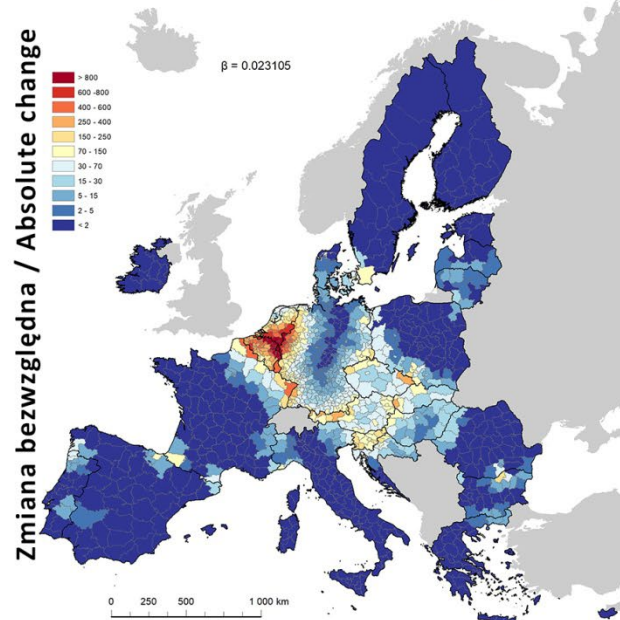 Zmiana bezwzględna / Absolute change
β = 0.023105
> 800
600 -800
400 - 600
250 - 400
150 - 250
70 - 150
30 - 70
15 - 30
5 - 15
2 - 5
< 2
0 250 500 1 000 km